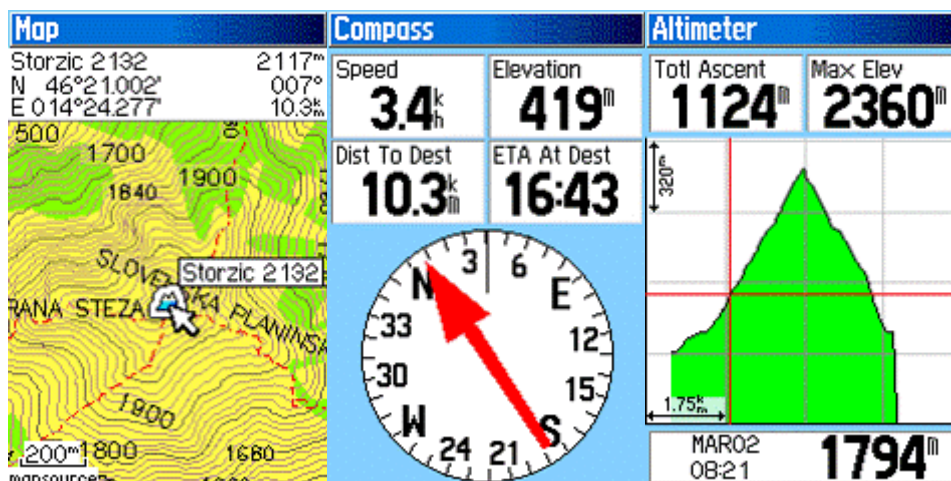 Map
Storzic 2132 2117m
N 46°21.002' 007°
E 014°24.277' 10.3km
500
1700
1900
1840
SLOVENSKA PLANINSKA
Storzic 2132
RANA STEZA
1900
200m
1800
1680
mapsource
Compass
Speed
3.4kh
Elevation
419m
Dist To Dest
10.3km
ETA At Dest
16:43
N
3
6
E
12
15
S
21
24
W
30
33
Altimeter
Totl Ascent
1124m
Max Elev
2360m
320m
1.75km
MAR02
08:21
1794m